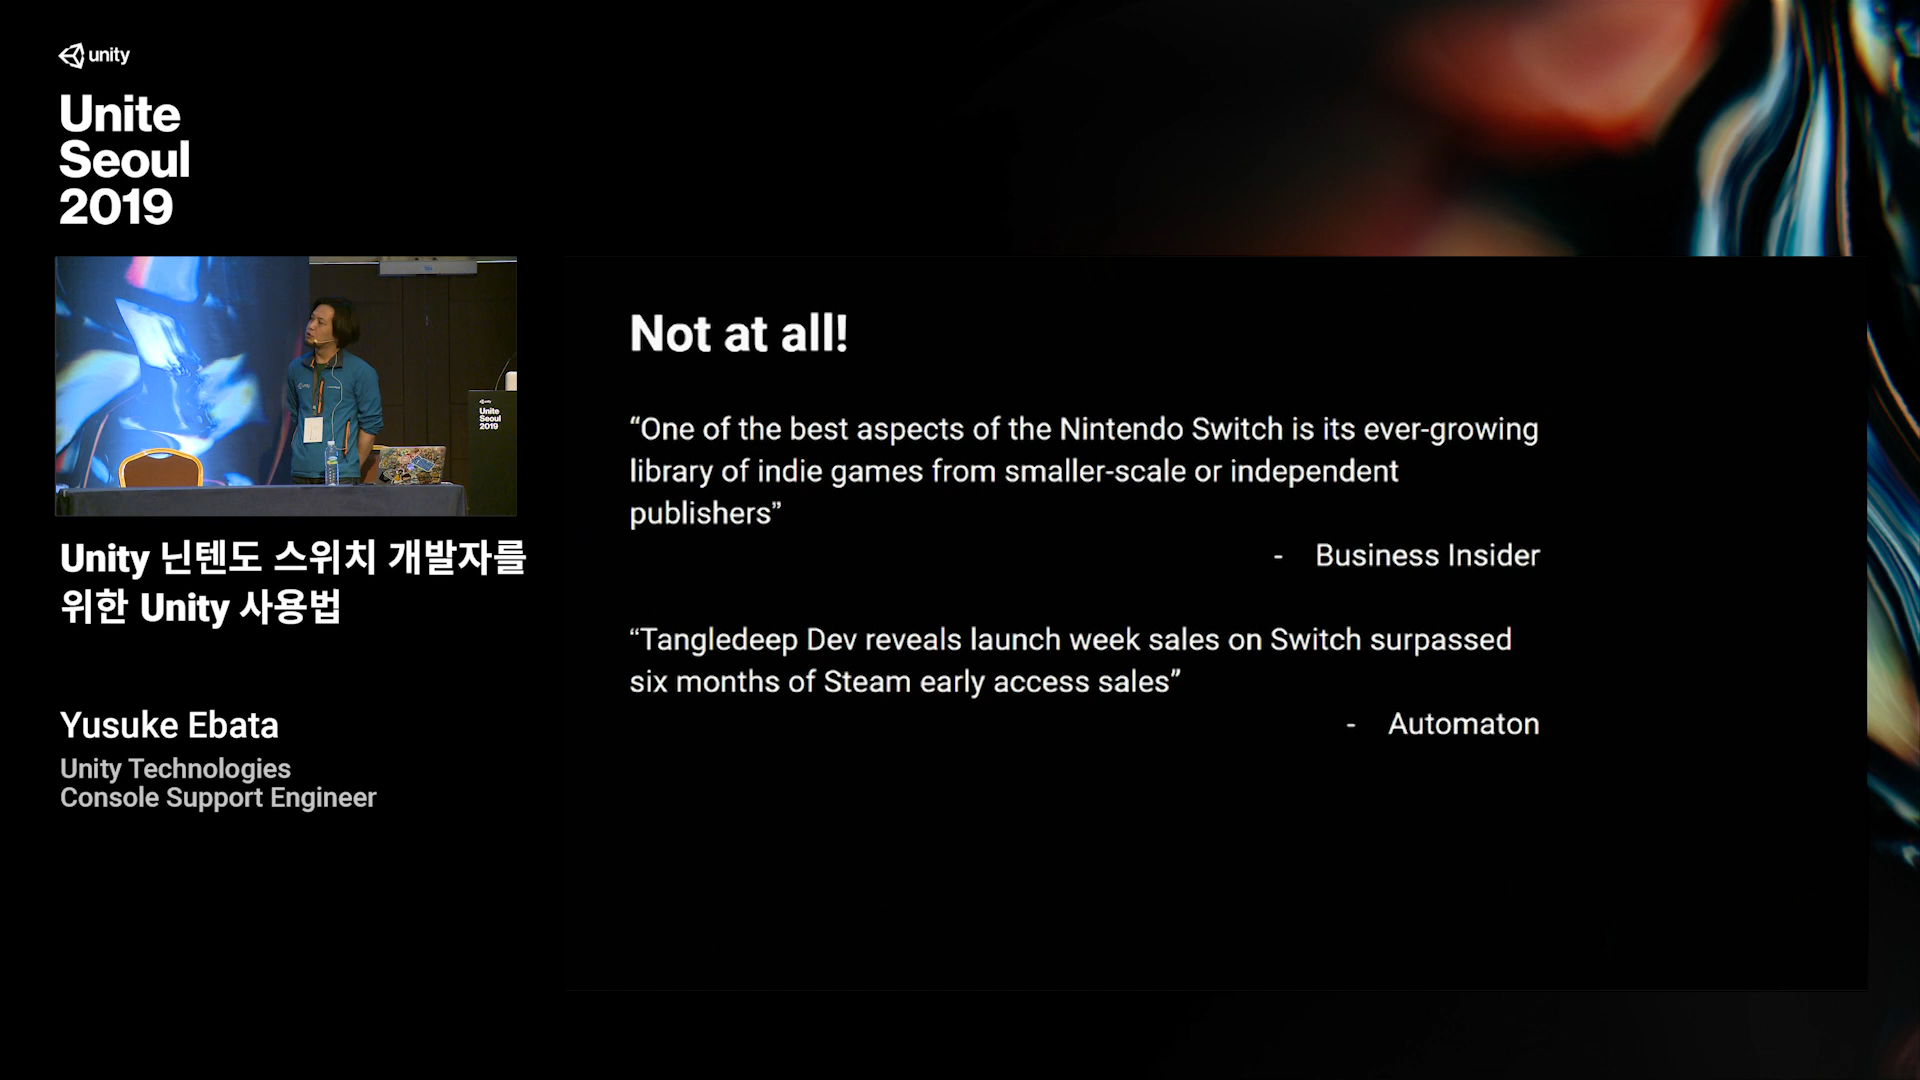 unity
Unite
Seoul
2019
Unite
Seoul
2019
Unity 닌텐도 스위치 개발자를
위한 Unity 사용법
Yusuke Ebata
Unity Technologies
Console Support Engineer
Not at all!
“One of the best aspects of the Nintendo Switch is its ever-growing
library of indie games from smaller-scale or independent
publishers”
- Business Insider
“Tangledeep Dev reveals launch week sales on Switch surpassed
six months of Steam early access sales”
- Automaton